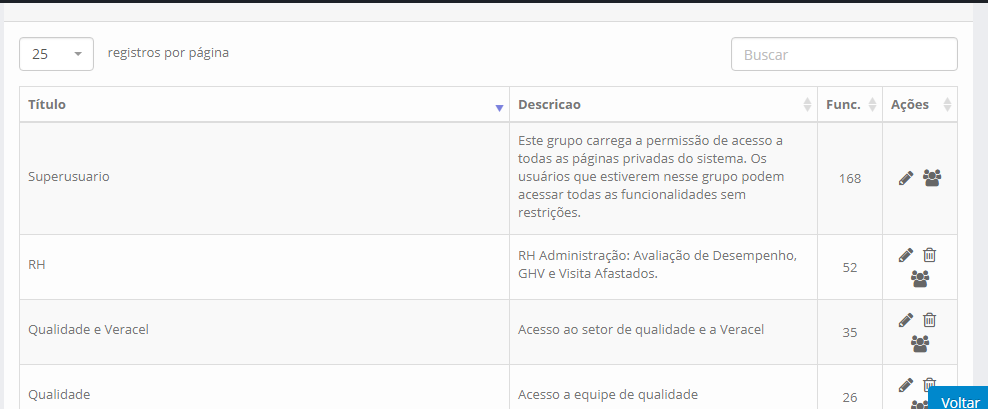 25 registros por página Buscar
Título Descricao Func. Ações
Superusuario
Este grupo carrega a permissão de acesso a
todas as páginas privadas do sistema. Os
usuários que estiverem nesse grupo podem
acessar todas as funcionalidades sem
restrições.
168
RH
RH Administração: Avaliação de Desempenho,
GHV e Visita Afastados.
52
Qualidade e Veracel Acesso ao setor de qualidade e a Veracel 35
Qualidade Acesso a equipe de qualidade 26
Voltar